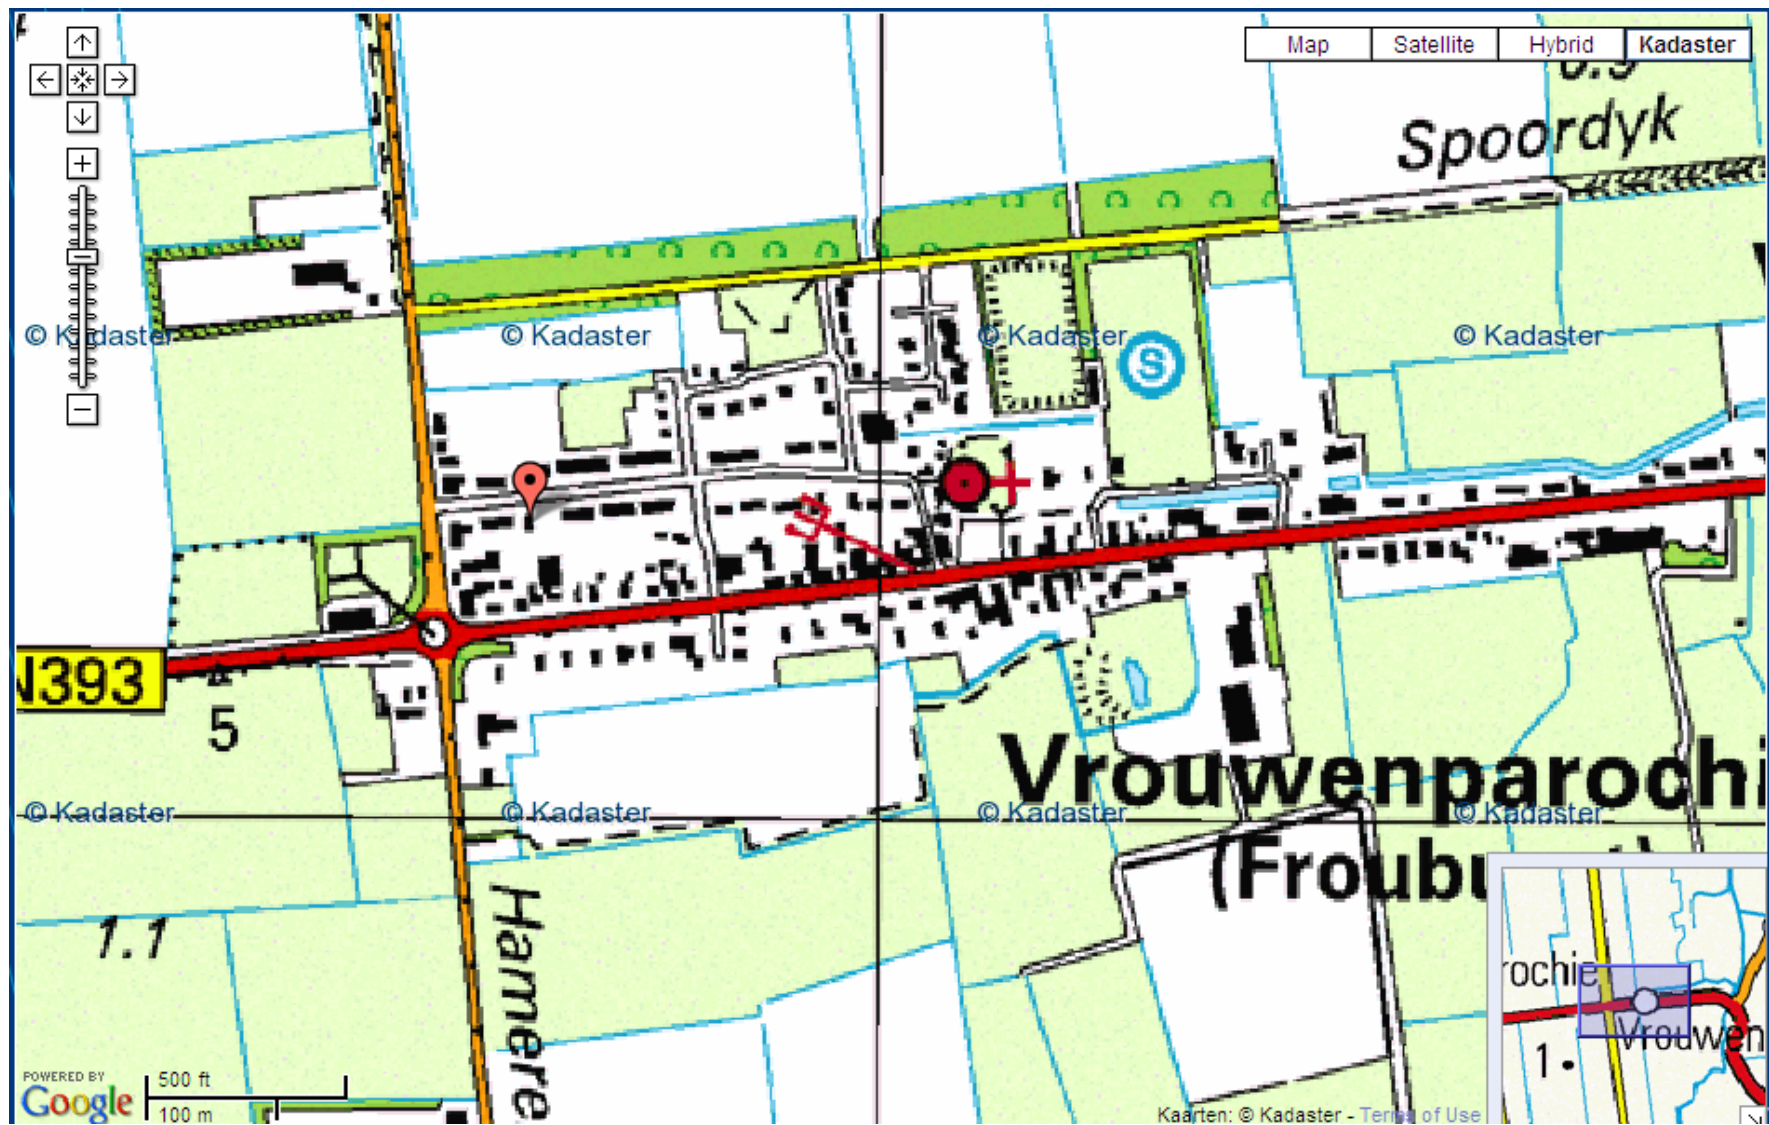 Map
Satellite
Hybrid
Kadaster
Spoordyk
© Kadaster
© Kadaster
© Kadaster
© Kadaster
S
N393
5
Vrouwenparochi
© Kadaster
© Kadaster
© Kadaster
© Kadaster
(Froubu
1.1
Hamere
rochie
Vrouwen
1
POWERED BY
Google
500 ft
100 m
Kaarten: © Kadaster - Terms of Use